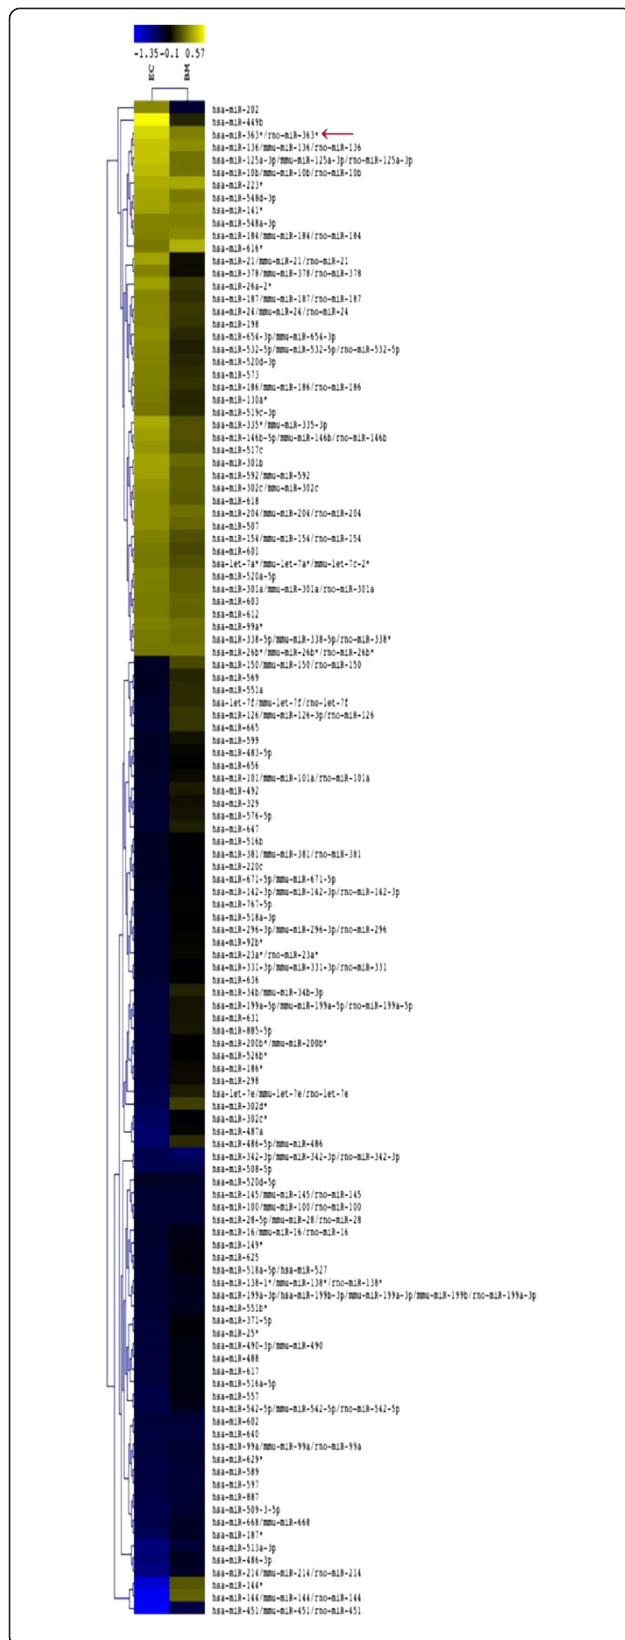 -1.35-0.1 0.57
EC
BM
hsa-miR-202
hsa-miR-449b
hsa-miR-363*/rno-miR-363*
hsa-miR-136/mmu-miR-136/rno-miR-136
hsa-miR-125a-3p/mmu-miR-125a-3p/rno-miR-125a-3p
hsa-miR-10b/mmu-miR-10b/rno-miR-10b
hsa-miR-223*
hsa-miR-548d-3p
hsa-miR-141*
hsa-miR-548a-3p
hsa-miR-184/mmu-miR-184/rno-miR-184
hsa-miR-616*
hsa-miR-21/mmu-miR-21/rno-miR-21
hsa-miR-378/mmu-miR-378/rno-miR-378
hsa-miR-26a-2*
hsa-miR-187/mmu-miR-187/rno-miR-187
hsa-miR-24/mmu-miR-24/rno-miR-24
hsa-miR-198
hsa-miR-654-3p/mmu-miR-654-3p
hsa-miR-532-5p/mmu-miR-532-5p/rno-miR-532-5p
hsa-miR-520d-3p
hsa-miR-573
hsa-miR-186/mmu-miR-186/rno-miR-186
hsa-miR-130a*
hsa-miR-519c-3p
hsa-miR-335*/mmu-miR-335-3p
hsa-miR-146b-5p/mmu-miR-146b/rno-miR-146b
hsa-miR-517c
hsa-miR-301b
hsa-miR-592/mmu-miR-592
hsa-miR-302c/mmu-miR-302c
hsa-miR-618
hsa-miR-204/mmu-miR-204/rno-miR-204
hsa-miR-507
hsa-miR-154/mmu-miR-154/rno-miR-154
hsa-miR-601
hsa-let-7a*/mmu-let-7a*/mmu-let-7c-2*
hsa-miR-520a-5p
hsa-miR-301a/mmu-miR-301a/rno-miR-301a
hsa-miR-603
hsa-miR-612
hsa-miR-99a*
hsa-miR-338-5p/mmu-miR-338-5p/rno-miR-338*
hsa-miR-26b*/mmu-miR-26b*/rno-miR-26b*
hsa-miR-150/mmu-miR-150/rno-miR-150
hsa-miR-569
hsa-miR-551a
hsa-let-7f/mmu-let-7f/rno-let-7f
hsa-miR-126/mmu-miR-126-3p/rno-miR-126
hsa-miR-665
hsa-miR-599
hsa-miR-483-5p
hsa-miR-656
hsa-miR-101/mmu-miR-101a/rno-miR-101a
hsa-miR-492
hsa-miR-329
hsa-miR-576-5p
hsa-miR-647
hsa-miR-516b
hsa-miR-381/mmu-miR-381/rno-miR-381
hsa-miR-220c
hsa-miR-671-5p/mmu-miR-671-5p
hsa-miR-142-3p/mmu-miR-142-3p/rno-miR-142-3p
hsa-miR-767-5p
hsa-miR-518a-3p
hsa-miR-296-3p/mmu-miR-296-3p/rno-miR-296
hsa-miR-92b*
hsa-miR-23a*/rno-miR-23a*
hsa-miR-331-3p/mmu-miR-331-3p/rno-miR-331
hsa-miR-636
hsa-miR-34b/mmu-miR-34b-3p
hsa-miR-199a-5p/mmu-miR-199a-5p/rno-miR-199a-5p
hsa-miR-631
hsa-miR-885-5p
hsa-miR-200b*/mmu-miR-200b*
hsa-miR-526b*
hsa-miR-186*
hsa-miR-298
hsa-let-7e/mmu-let-7e/rno-let-7e
hsa-miR-302d*
hsa-miR-302c*
hsa-miR-487a
hsa-miR-486-5p/mmu-miR-486
hsa-miR-342-3p/mmu-miR-342-3p/rno-miR-342-3p
hsa-miR-508-5p
hsa-miR-520d-5p
hsa-miR-145/mmu-miR-145/rno-miR-145
hsa-miR-100/mmu-miR-100/rno-miR-100
hsa-miR-28-5p/mmu-miR-28/rno-miR-28
hsa-miR-16/mmu-miR-16/rno-miR-16
hsa-miR-149*
hsa-miR-625
hsa-miR-518a-5p/hsa-miR-527
hsa-miR-138-1*/mmu-miR-138*/rno-miR-138*
hsa-miR-199a-3p/hsa-miR-199b-3p/mmu-miR-199a-3p/mmu-miR-199b/rno-miR-199a-3p
hsa-miR-551b*
hsa-miR-371-5p
hsa-miR-25*
hsa-miR-490-3p/mmu-miR-490
hsa-miR-488
hsa-miR-617
hsa-miR-516a-5p
hsa-miR-557
hsa-miR-542-5p/mmu-miR-542-5p/rno-miR-542-5p
hsa-miR-602
hsa-miR-640
hsa-miR-99a/mmu-miR-99a/rno-miR-99a
hsa-miR-629*
hsa-miR-589
hsa-miR-597
hsa-miR-887
hsa-miR-509-3-5p
hsa-miR-668/mmu-miR-668
hsa-miR-187*
hsa-miR-513a-3p
hsa-miR-486-3p
hsa-miR-214/mmu-miR-214/rno-miR-214
hsa-miR-144*
hsa-miR-144/mmu-miR-144/rno-miR-144
hsa-miR-451/mmu-miR-451/rno-miR-451